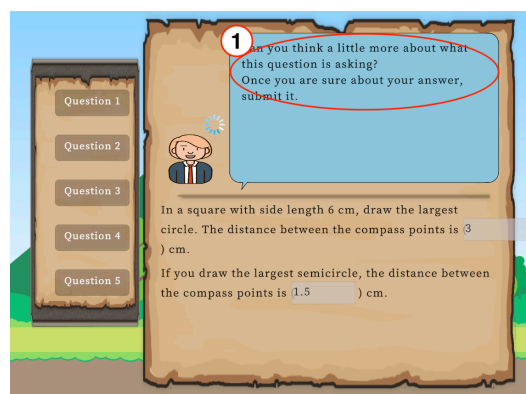 1
an you think a little more about what
this question is asking?
Once you are sure about your answer,
submit it.
Question 1
Question 2
Question 3
Question 4
Question 5
In a square with side length 6 cm, draw the largest
circle. The distance between the compass points is (3
) cm.
If you draw the largest semicircle, the distance between
the compass points is (1.5 ) cm.